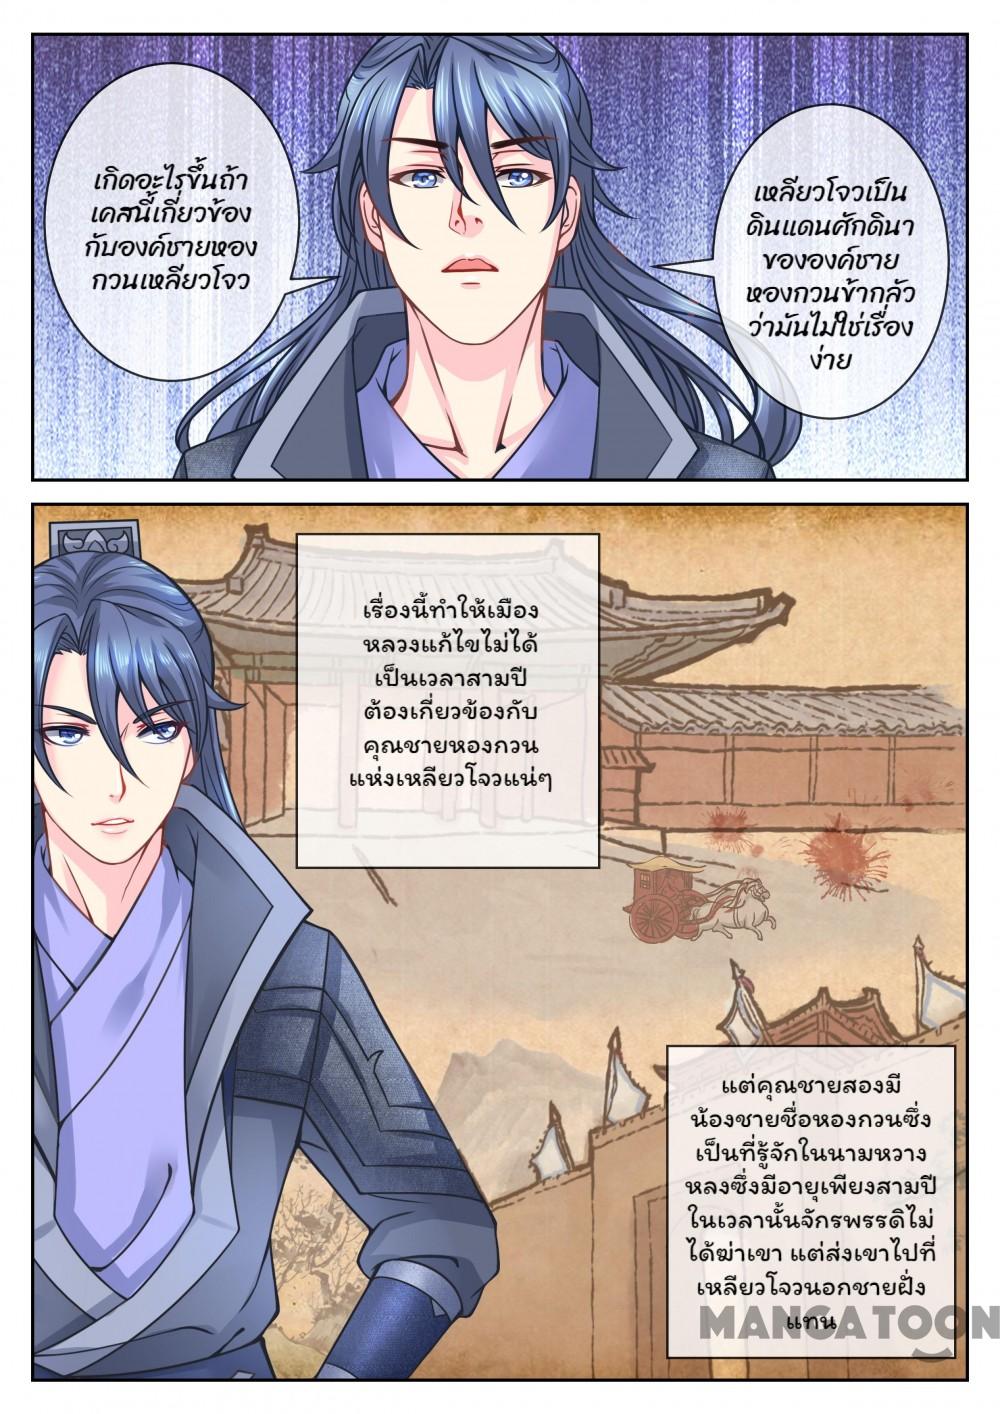 เกิดอะไรขึ้นถ้า
เคสนี้เกี่ยวข้อง
กับองค์ชายหอง
กวนเหลียวโจว
เหลียวโจวเป็น
ดินแดนศักดินา
ขององค์ชาย
หองกวนข้ากลัว
ว่ามันไม่ใช่เรื่อง
ง่าย
เรื่องนี้ทำให้เมือง
หลวงแก้ไขไม่ได้
เป็นเวลาสามปี
ต้องเกี่ยวข้องกับ
คุณชายหองกวน
แห่งเหลียวโจวแน่ๆ
แต่คุณชายสองมี
น้องชายชื่อหองกวนซึ่ง
เป็นที่รู้จักในนามหวาง
หลงซึ่งมีอายุเพียงสามปี
ในเวลานั้นจักรพรรดิไม่
ได้ฆ่าเขา แต่ส่งเขาไปที่
เหลียวโจวนอกชายฝั่ง
แทน
MANGATOON